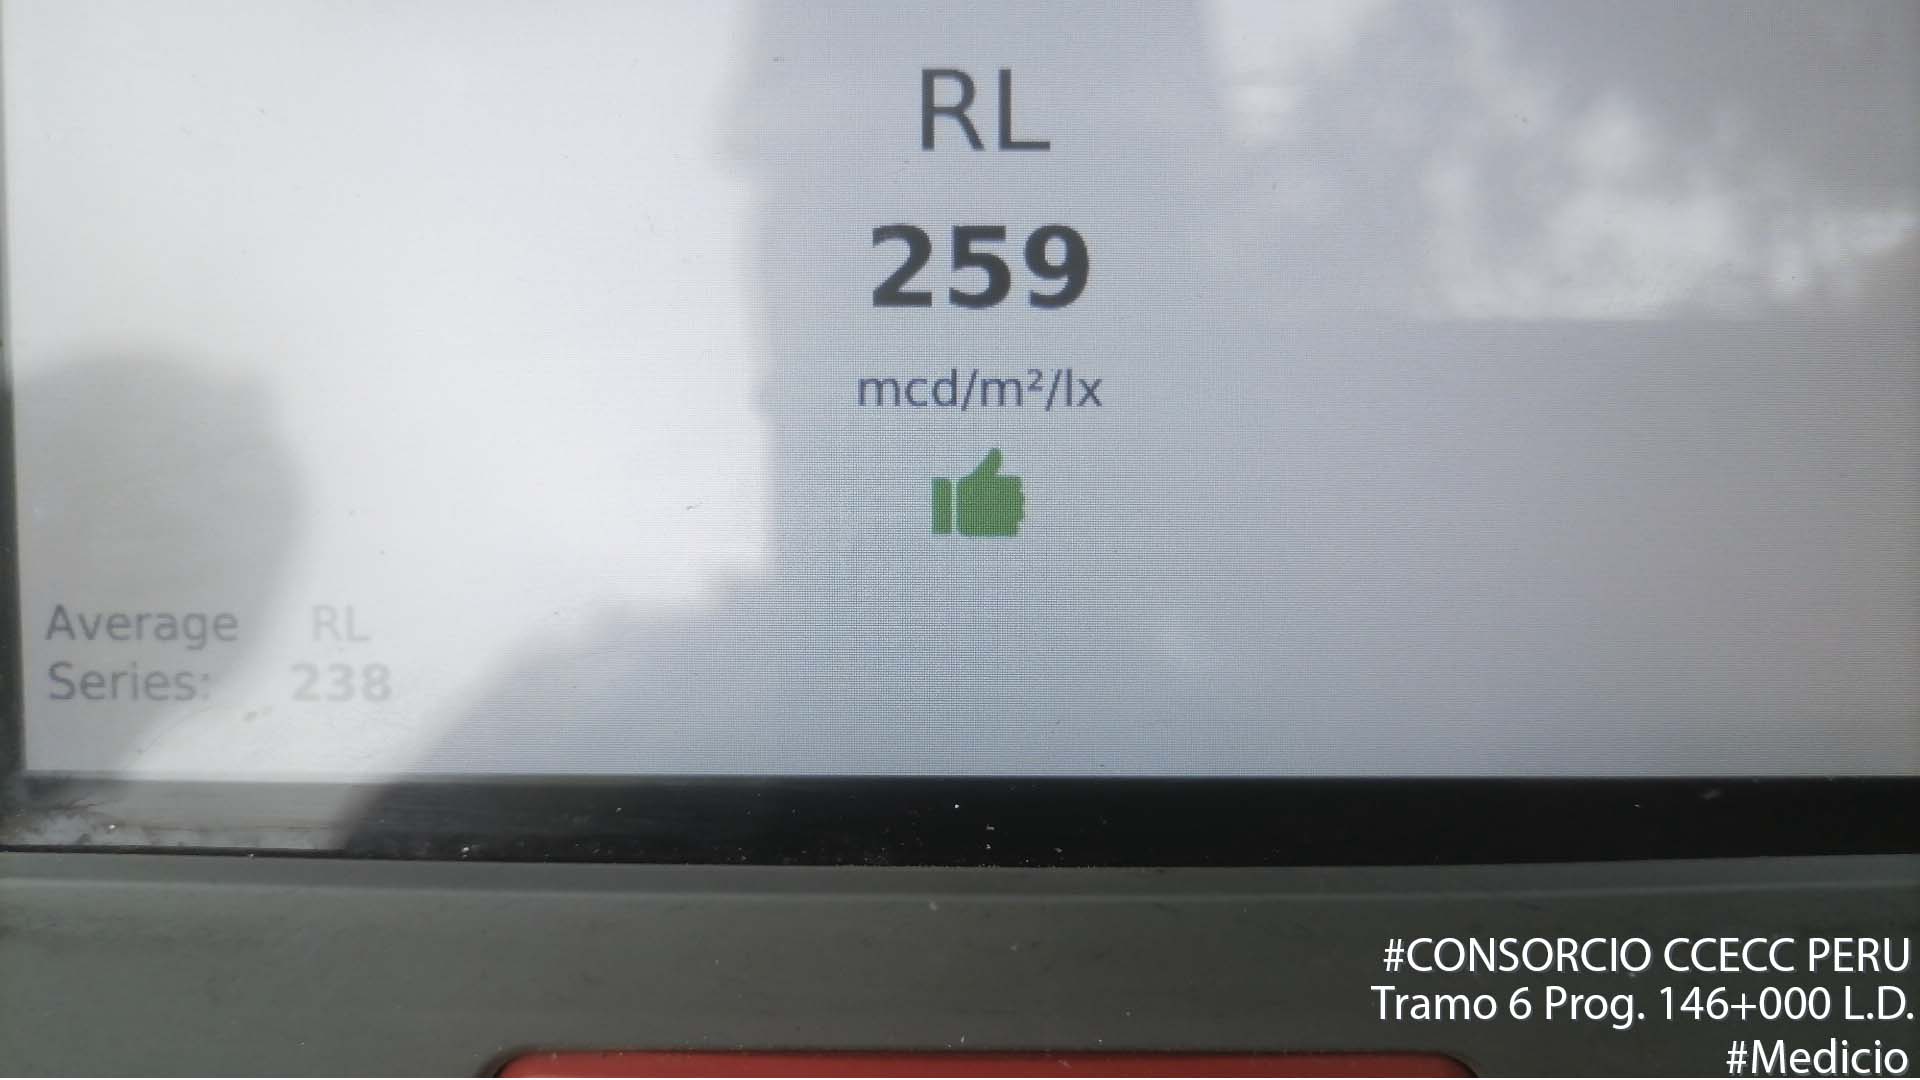 RL
259
mcd/m²/lx
Average RL
Series: 238
#CONSORCIO CCECC PERU
Tramo 6 Prog. 146+000 L.D.
#Medicio